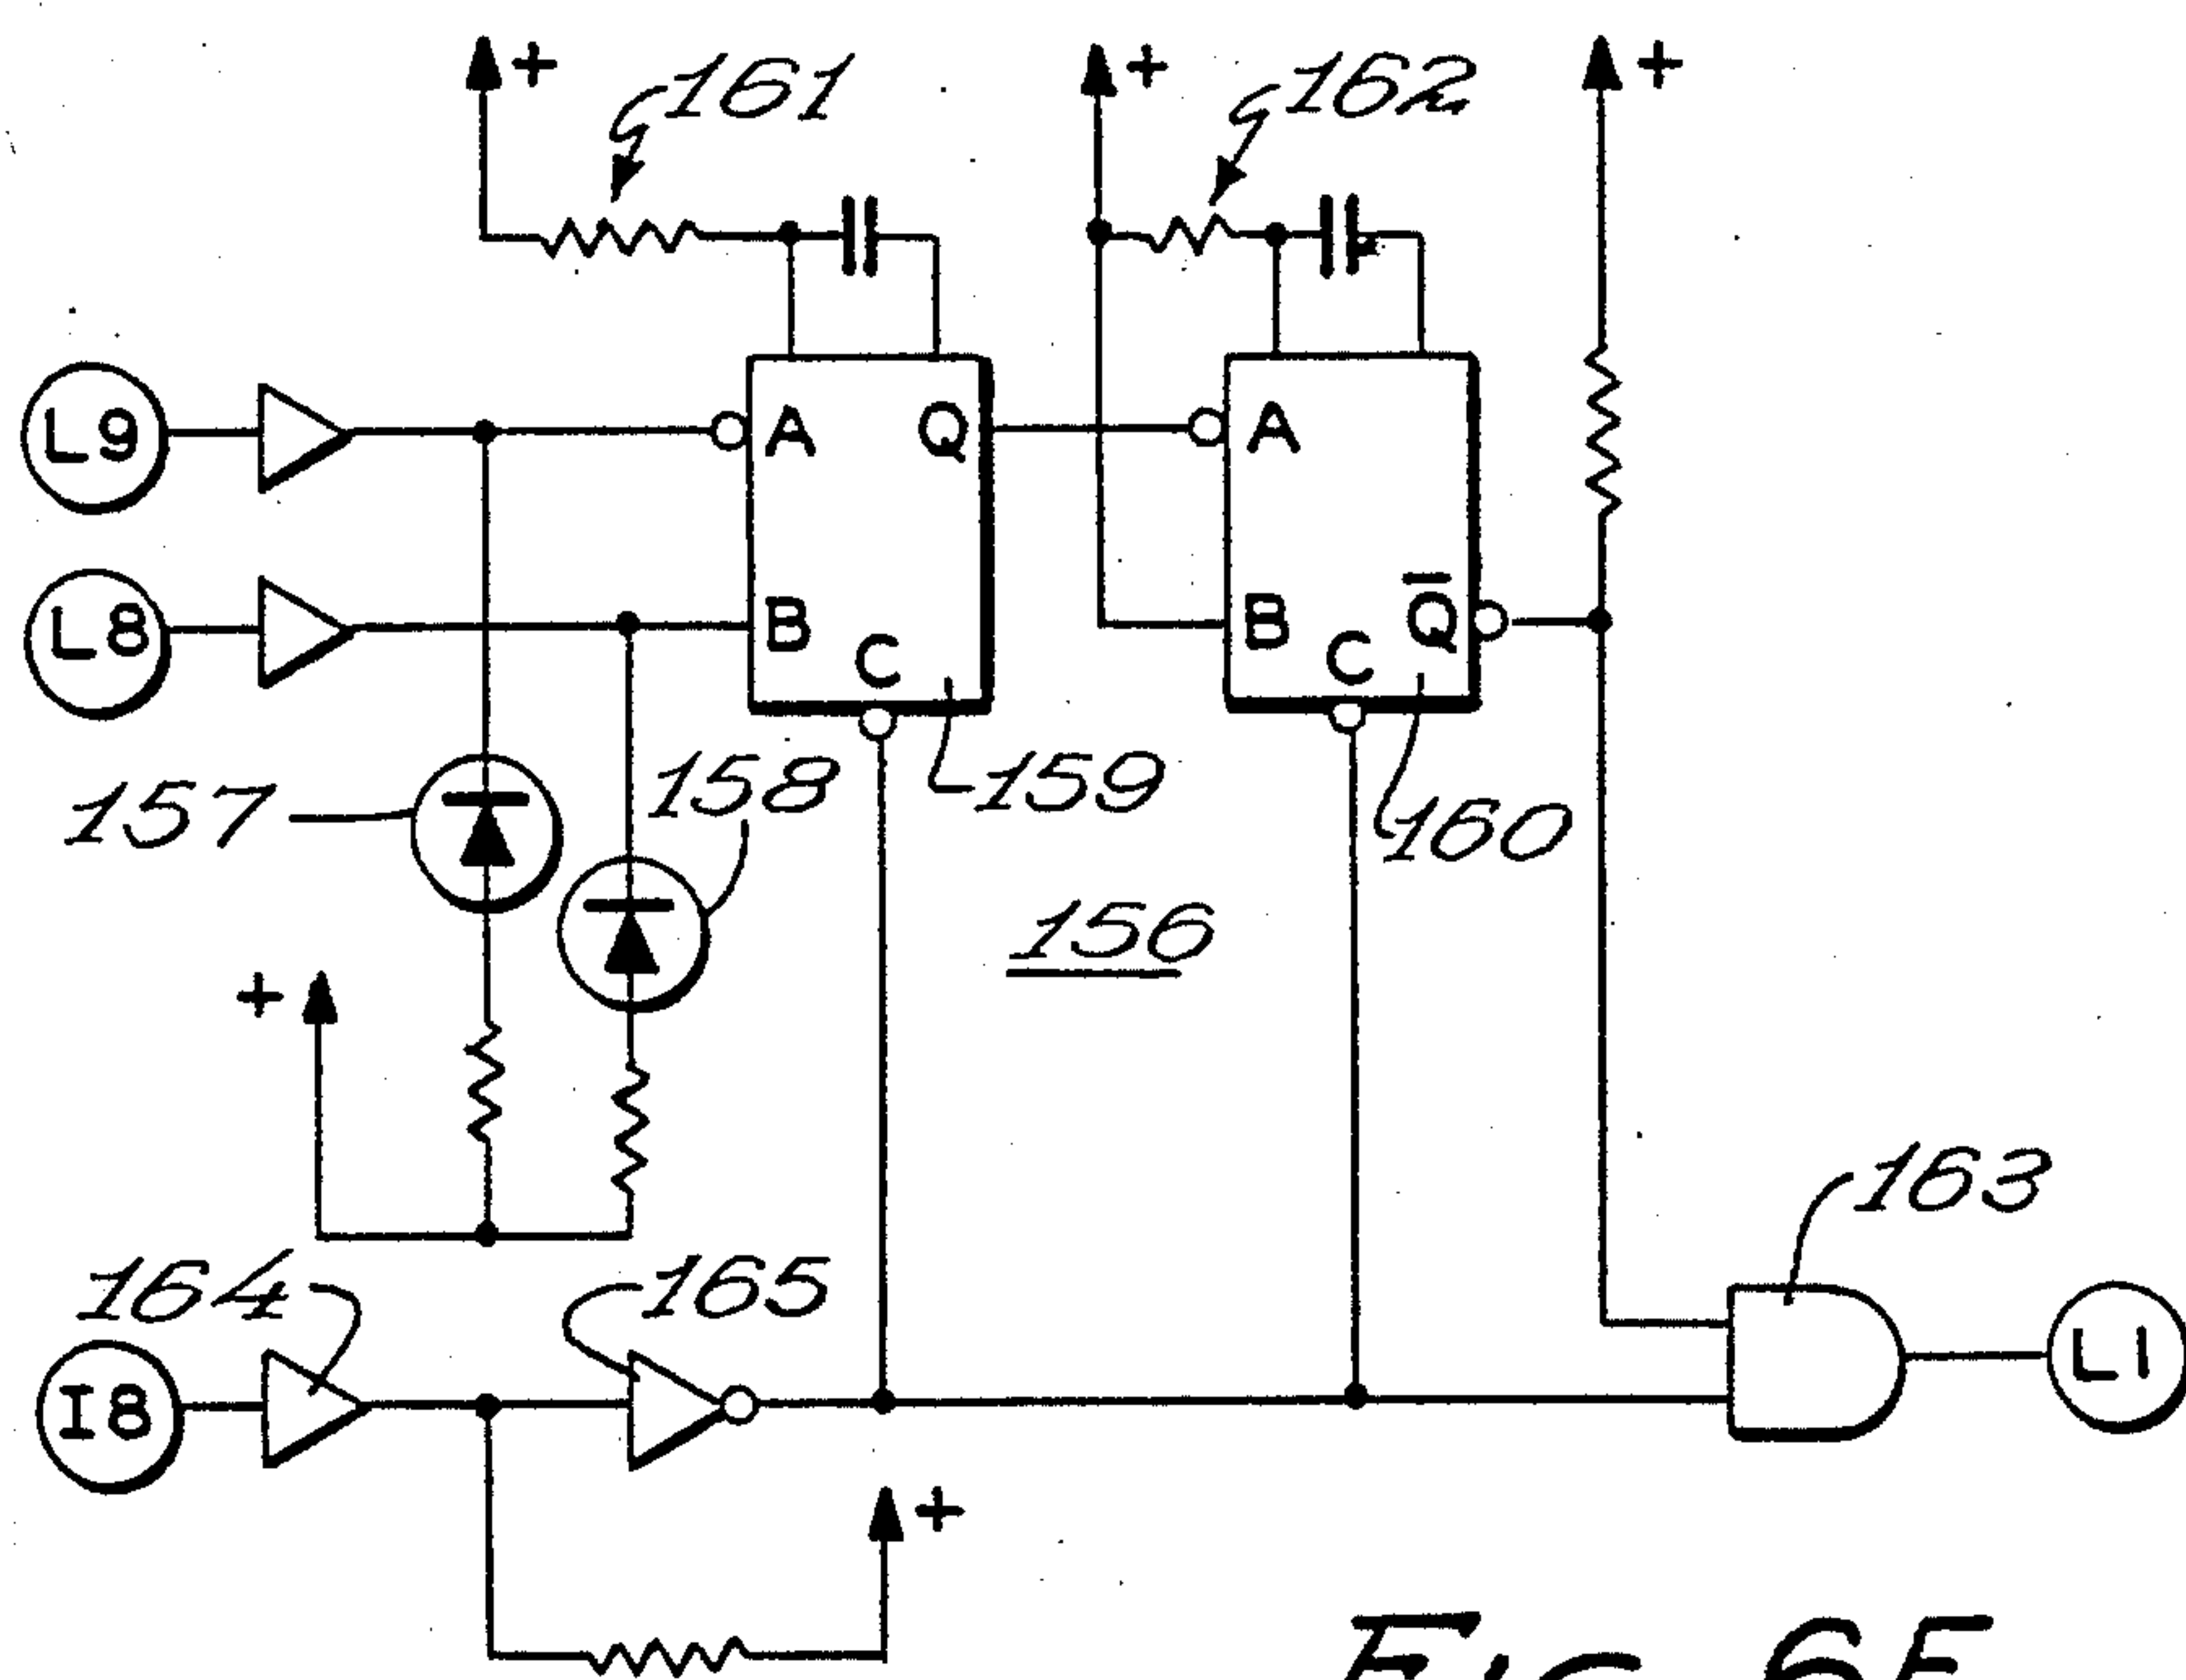 + 161 + 162 +
L9 A Q A
L8 B C B C Q̅
157 158 159 160
156
+
163
164 165
I8 L1
+
FIG. 6E